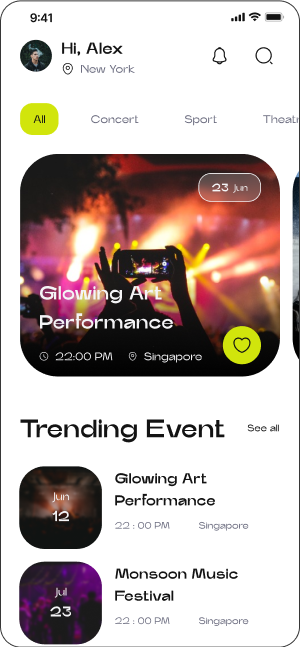 9:41
Hi, Alex
New York
All Concert Sport Theatr
23 Jun
Glowing Art
Performance
22:00 PM Singapore
Trending Event See all
Jun
12
Glowing Art
Performance
22 : 00 PM Singapore
Jul
23
Monsoon Music
Festival
22 : 00 PM Singapore